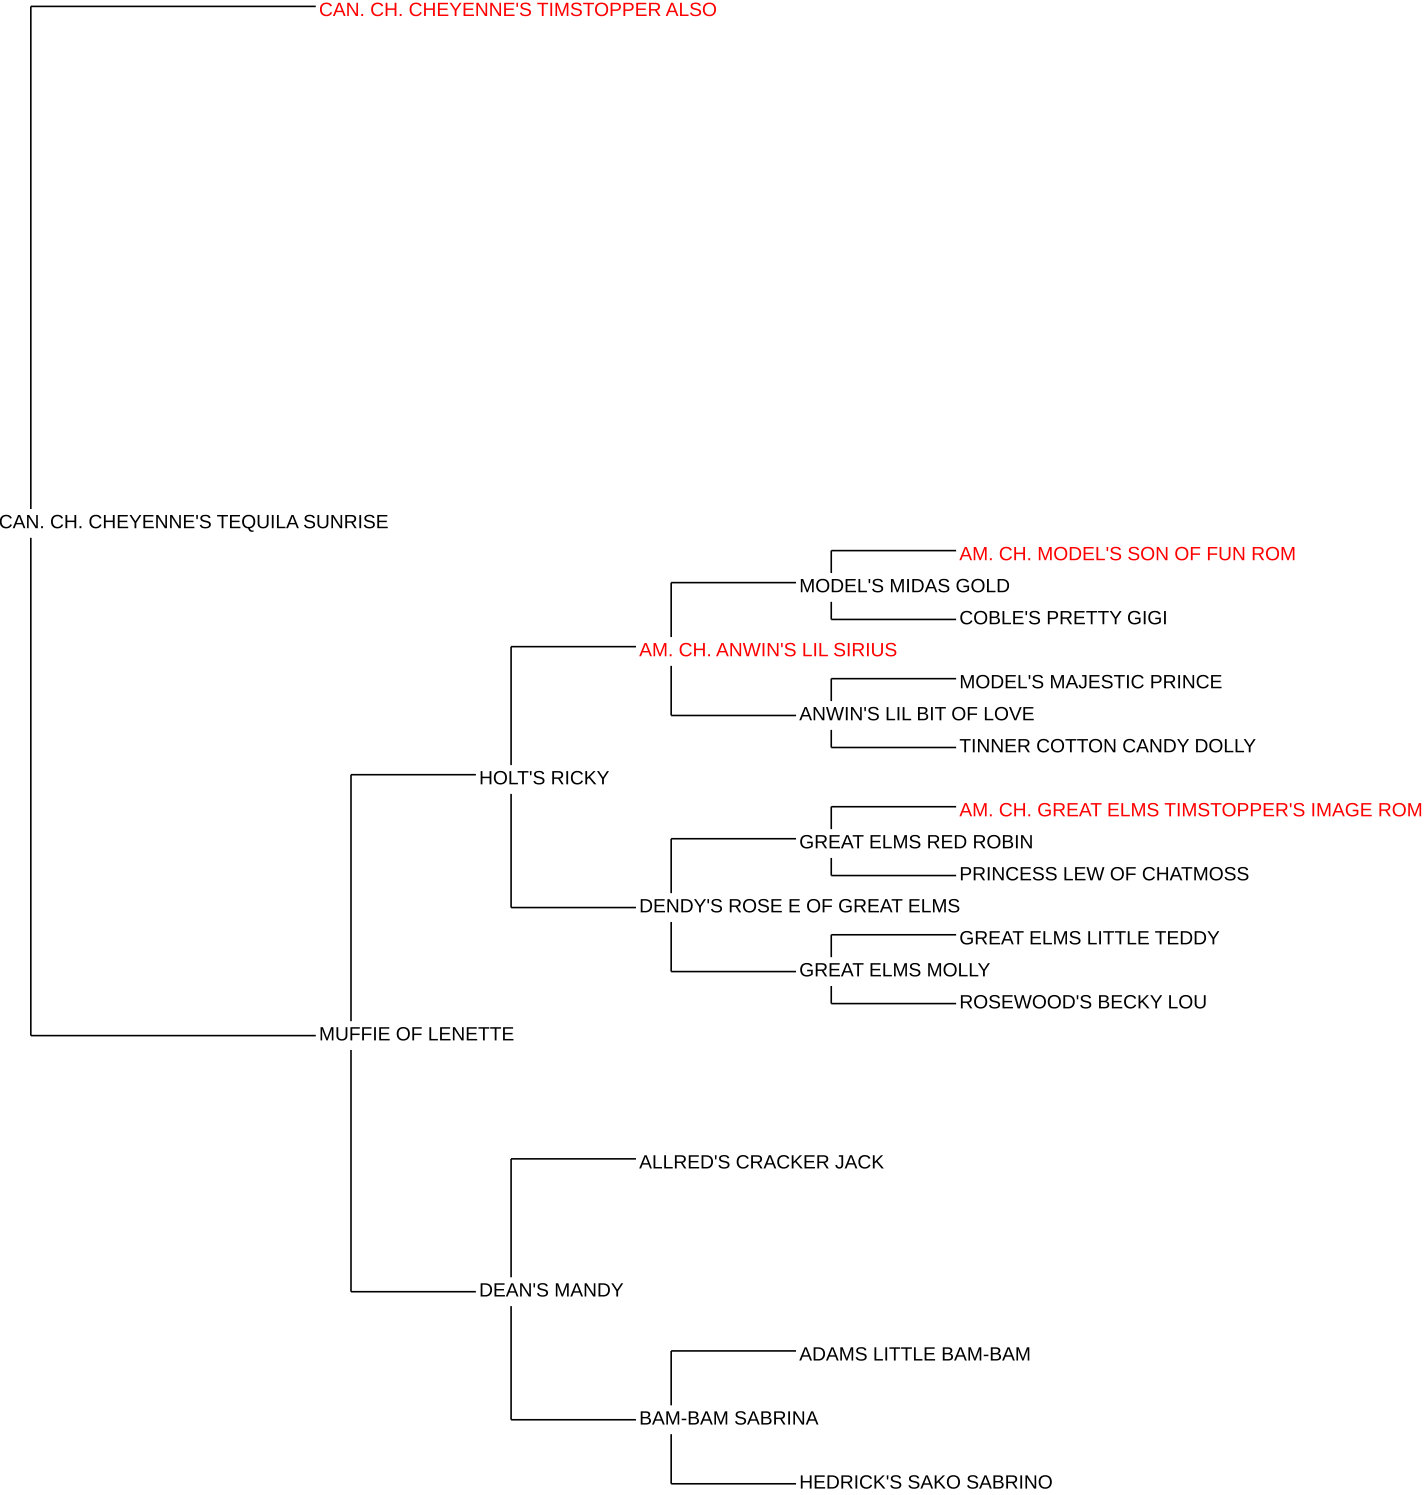 CAN. CH. CHEYENNE'S TIMSTOPPER ALSO
CAN. CH. CHEYENNE'S TEQUILA SUNRISE
AM. CH. MODEL'S SON OF FUN ROM
MODEL'S MIDAS GOLD
COBLE'S PRETTY GIGI
AM. CH. ANWIN'S LIL SIRIUS
MODEL'S MAJESTIC PRINCE
ANWIN'S LIL BIT OF LOVE
TINNER COTTON CANDY DOLLY
HOLT'S RICKY
AM. CH. GREAT ELMS TIMSTOPPER'S IMAGE ROM
GREAT ELMS RED ROBIN
PRINCESS LEW OF CHATMOSS
DENDY'S ROSE E OF GREAT ELMS
GREAT ELMS LITTLE TEDDY
GREAT ELMS MOLLY
ROSEWOOD'S BECKY LOU
MUFFIE OF LENETTE
ALLRED'S CRACKER JACK
DEAN'S MANDY
ADAMS LITTLE BAM-BAM
BAM-BAM SABRINA
HEDRICK'S SAKO SABRINO